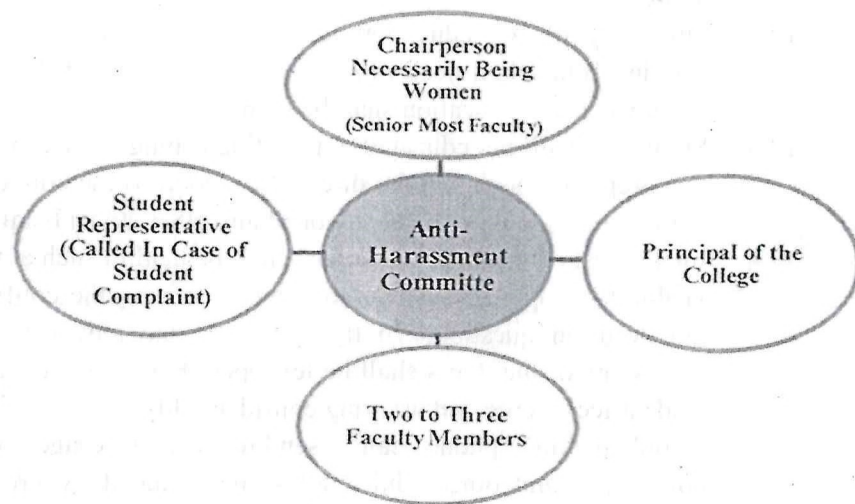 Chairperson
Necessarily Being
Women
(Senior Most Faculty)
Student
Representative
(Called In Case of
Student
Complaint)
Anti-
Harassment
Committe
Principal of the
College
Two to Three
Faculty Members